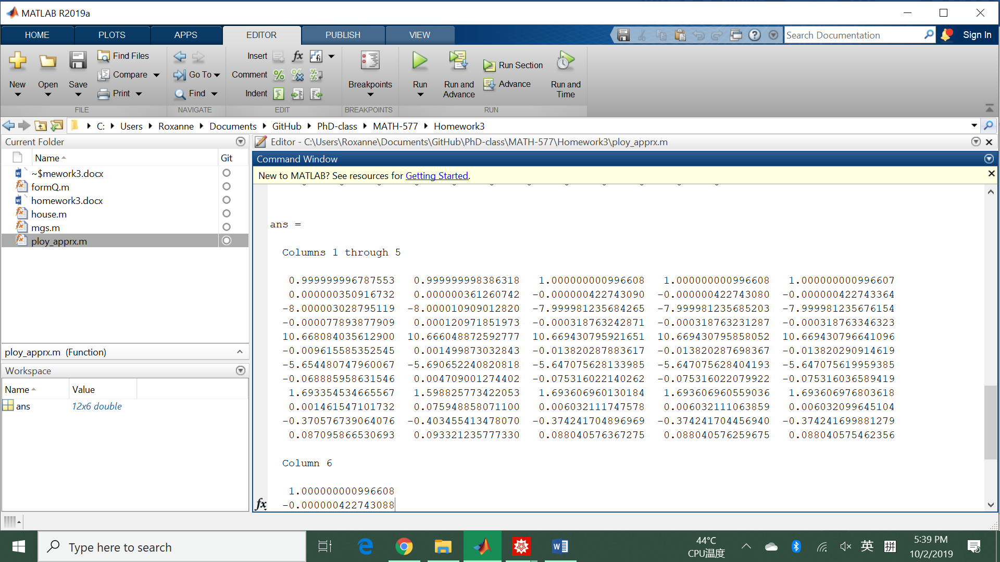 MATLAB R2019a
HOME PLOTS APPS EDITOR PUBLISH VIEW Search Documentation Sign In
New Open Save Find Files Compare Print
Go To Find
Insert fx fi
Comment
Indent
Breakpoints
Run Run and Advance Run Section Advance Run and Time
FILE NAVIGATE EDIT BREAKPOINTS RUN
C: Users Roxanne Documents GitHub PhD-class MATH-577 Homework3
Current Folder
Name Git
~$mework3.docx
formQ.m
homework3.docx
house.m
mgs.m
ploy_apprx.m
ploy_apprx.m (Function)
Workspace
Name Value
ans 12x6 double
Editor - C:\Users\Roxanne\Documents\GitHub\PhD-class\MATH-577\Homework3\ploy_apprx.m
Command Window
New to MATLAB? See resources for Getting Started.
ans =
Columns 1 through 5
0.999999996787553 0.999999998386318 1.000000000996608 1.000000000996608 1.000000000996607
0.000000350916732 0.000000361260742 -0.000000422743090 -0.000000422743080 -0.000000422743364
-8.000003028795119 -8.000010909012820 -7.999981235684265 -7.999981235685203 -7.999981235676154
-0.000077893877909 0.000120971851973 -0.000318763242871 -0.000318763231287 -0.000318763346323
10.668084035612900 10.666048872592777 10.669430795921651 10.669430795858052 10.669430796641096
-0.009615585352545 0.001499873032843 -0.013820287883617 -0.013820287698367 -0.013820290914619
-5.654480747960067 -5.690652240820818 -5.647075628133985 -5.647075628404193 -5.647075619959385
-0.068885958631546 0.004709001274402 -0.075316022140262 -0.075316022079922 -0.075316036589419
1.693354534665567 1.598825773422053 1.693606960130184 1.693606960559036 1.693606976803618
0.001461547101732 0.075948858071100 0.006032111747578 0.006032111063859 0.006032099645104
-0.370576739064076 -0.403455413478070 -0.374241704896969 -0.374241704456940 -0.374241699881279
0.087095866530693 0.093321235777330 0.088040576367275 0.088040576259675 0.088040575462356
Column 6
1.000000000996608
fx -0.000000422743088
Type here to search
44°C
CPU温度
英 拼
5:39 PM
10/2/2019